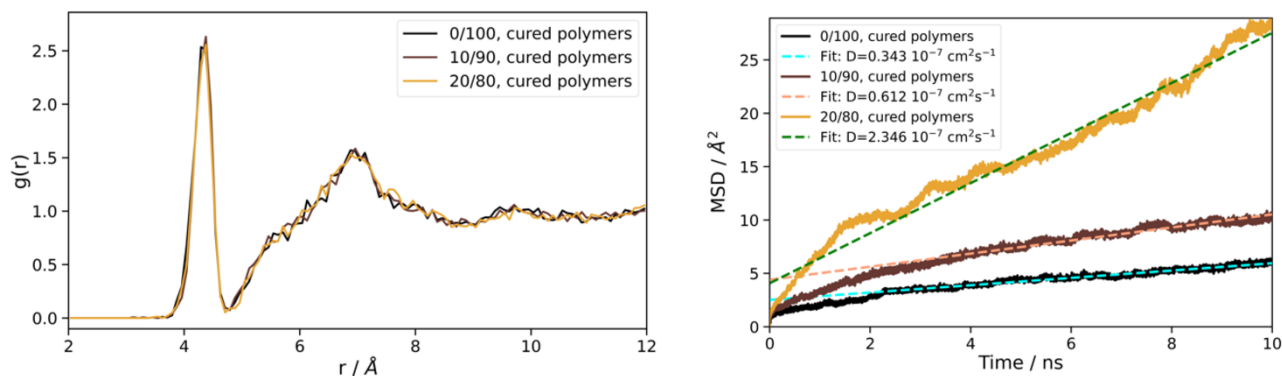 0/100, cured polymers
10/90, cured polymers
20/80, cured polymers
g(r)
2.5
2.0
1.5
1.0
0.5
0.0
2 4 6 8 10 12
r / Å
0/100, cured polymers
Fit: D=0.343 10⁻⁷ cm²s⁻¹
10/90, cured polymers
Fit: D=0.612 10⁻⁷ cm²s⁻¹
20/80, cured polymers
Fit: D=2.346 10⁻⁷ cm²s⁻¹
MSD / Å²
25
20
15
10
5
0
0 2 4 6 8 10
Time / ns